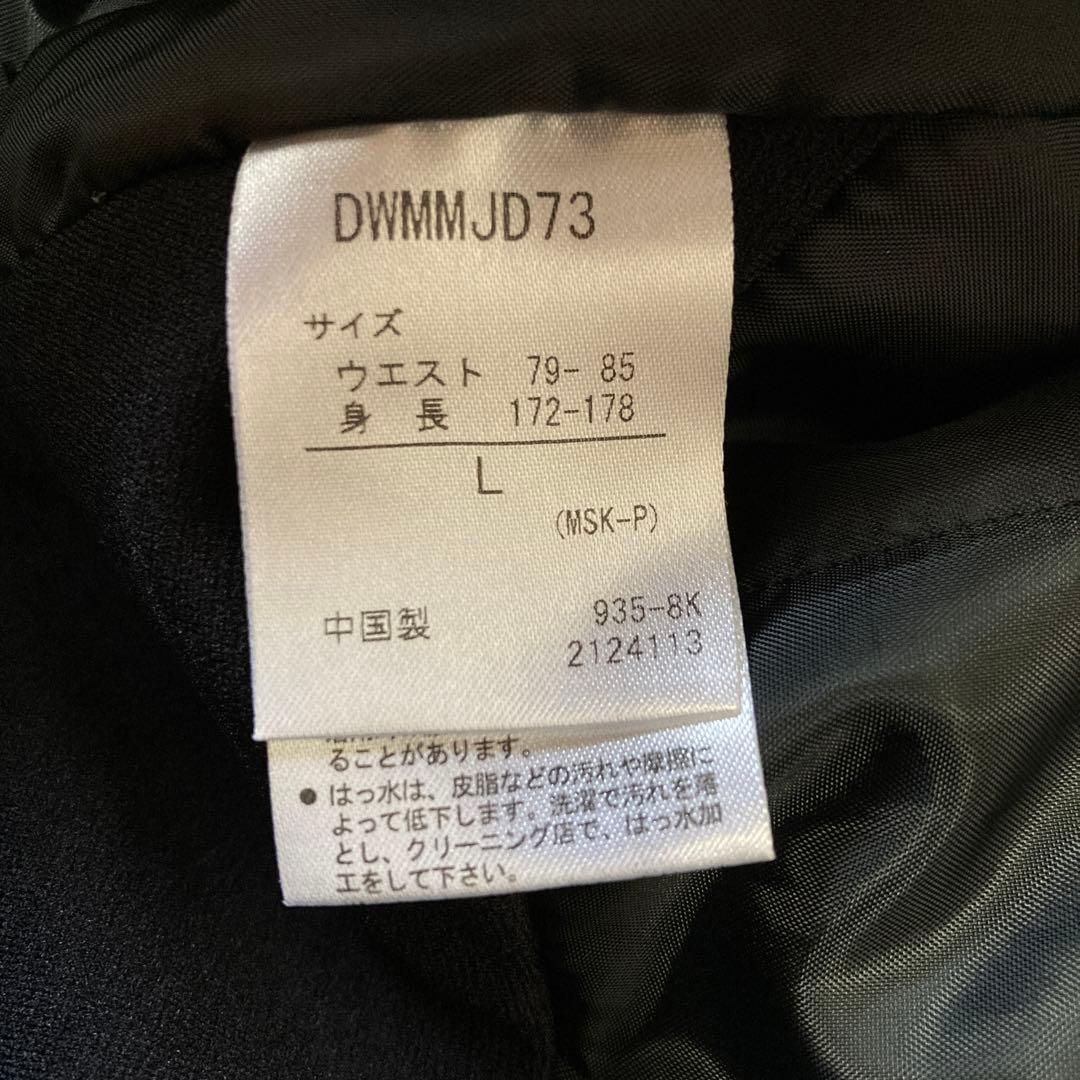 DWMMJD73
サイズ
ウエスト 79- 85
身 長 172-178
L
(MSK-P)
中国製 935-8K
2124113
ることがあります。
● はっ水は、皮脂などの汚れや摩擦に
よって低下します。洗濯で汚れを落
とし、クリーニング店で、はっ水加
工をして下さい。